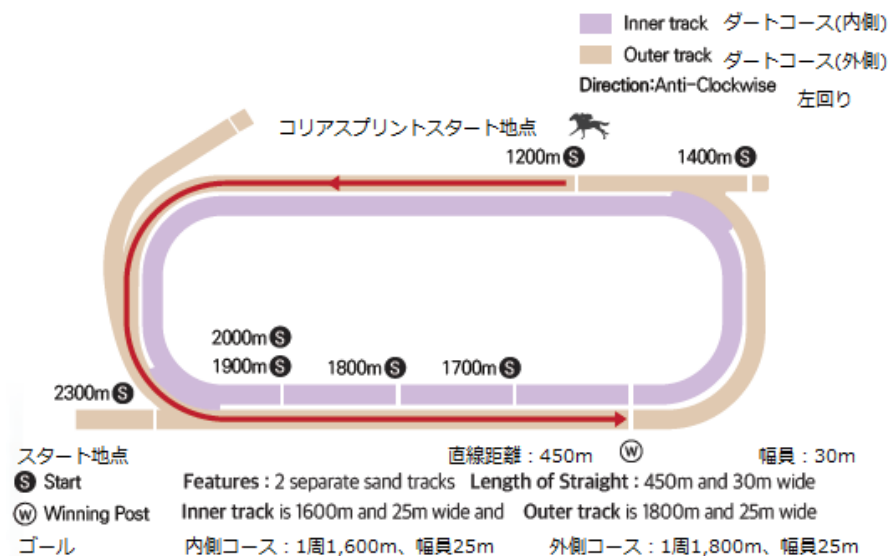 Inner track ダートコース(内側)
Outer track ダートコース(外側)
Direction:Anti-Clockwise 左回り
コリアスプリントスタート地点
1200m S 1400m S
2000m S
1900m S 1800m S 1700m S
2300m S
スタート地点 直線距離：450m W 幅員：30m
S Start Features : 2 separate sand tracks Length of Straight : 450m and 30m wide
W Winning Post Inner track is 1600m and 25m wide and Outer track is 1800m and 25m wide
ゴール 内側コース：1周1,600m、幅員25m 外側コース：1周1,800m、幅員25m